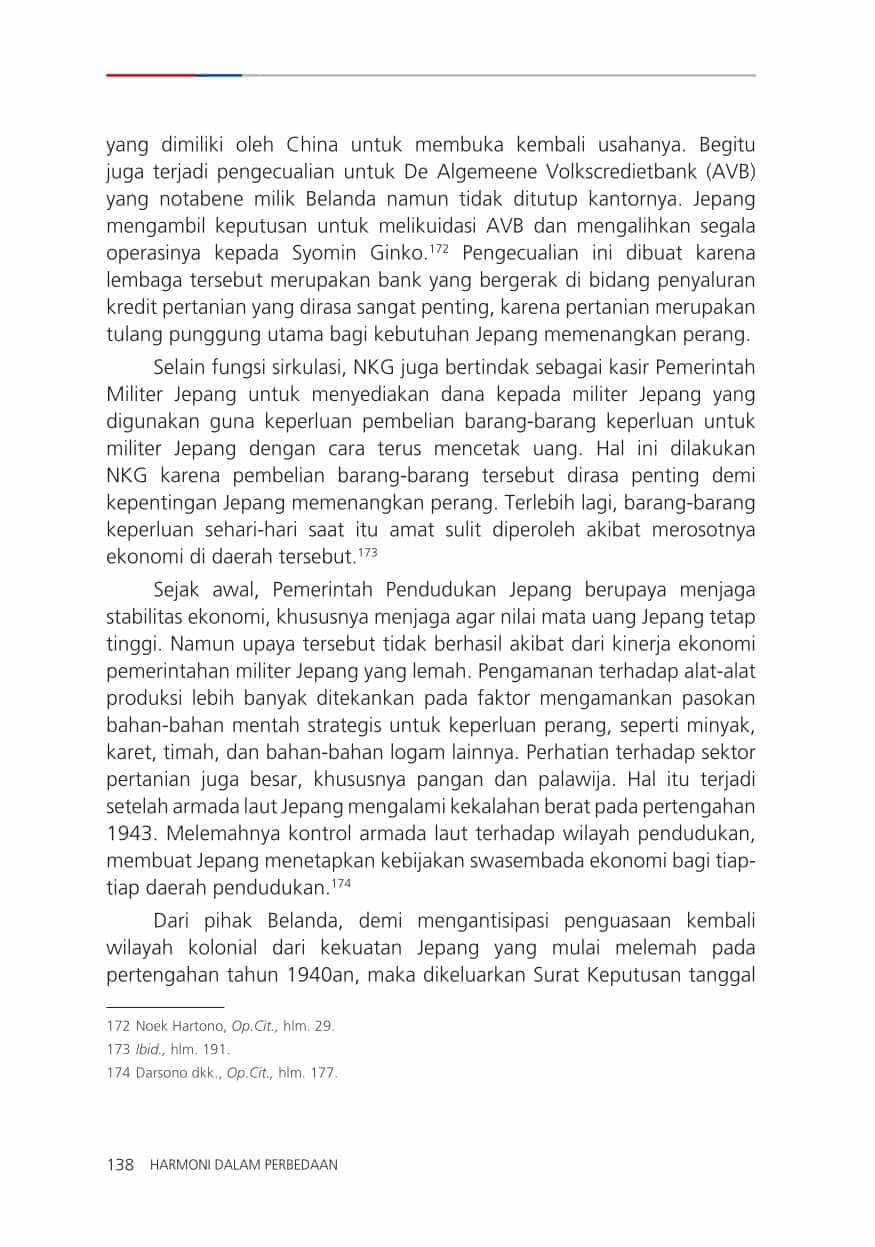 yang dimiliki oleh China untuk membuka kembali usahanya. Begitu
juga terjadi pengecualian untuk De Algemeene Volkscredietbank (AVB)
yang notabene milik Belanda namun tidak ditutup kantornya. Jepang
mengambil keputusan untuk melikuidasi AVB dan mengalihkan segala
operasinya kepada Syomin Ginko.172 Pengecualian ini dibuat karena
lembaga tersebut merupakan bank yang bergerak di bidang penyaluran
kredit pertanian yang dirasa sangat penting, karena pertanian merupakan
tulang punggung utama bagi kebutuhan Jepang memenangkan perang.
Selain fungsi sirkulasi, NKG juga bertindak sebagai kasir Pemerintah
Militer Jepang untuk menyediakan dana kepada militer Jepang yang
digunakan guna keperluan pembelian barang-barang keperluan untuk
militer Jepang dengan cara terus mencetak uang. Hal ini dilakukan
NKG karena pembelian barang-barang tersebut dirasa penting demi
kepentingan Jepang memenangkan perang. Terlebih lagi, barang-barang
keperluan sehari-hari saat itu amat sulit diperoleh akibat merosotnya
ekonomi di daerah tersebut.173
Sejak awal, Pemerintah Pendudukan Jepang berupaya menjaga
stabilitas ekonomi, khususnya menjaga agar nilai mata uang Jepang tetap
tinggi. Namun upaya tersebut tidak berhasil akibat dari kinerja ekonomi
pemerintahan militer Jepang yang lemah. Pengamanan terhadap alat-alat
produksi lebih banyak ditekankan pada faktor mengamankan pasokan
bahan-bahan mentah strategis untuk keperluan perang, seperti minyak,
karet, timah, dan bahan-bahan logam lainnya. Perhatian terhadap sektor
pertanian juga besar, khususnya pangan dan palawija. Hal itu terjadi
setelah armada laut Jepang mengalami kekalahan berat pada pertengahan
1943. Melemahnya kontrol armada laut terhadap wilayah pendudukan,
membuat Jepang menetapkan kebijakan swasembada ekonomi bagi tiap-
tiap daerah pendudukan.174
Dari pihak Belanda, demi mengantisipasi penguasaan kembali
wilayah kolonial dari kekuatan Jepang yang mulai melemah pada
pertengahan tahun 1940an, maka dikeluarkan Surat Keputusan tanggal
172 Noek Hartono, Op.Cit., hlm. 29.
173 Ibid., hlm. 191.
174 Darsono dkk., Op.Cit., hlm. 177.
138 HARMONI DALAM PERBEDAAN